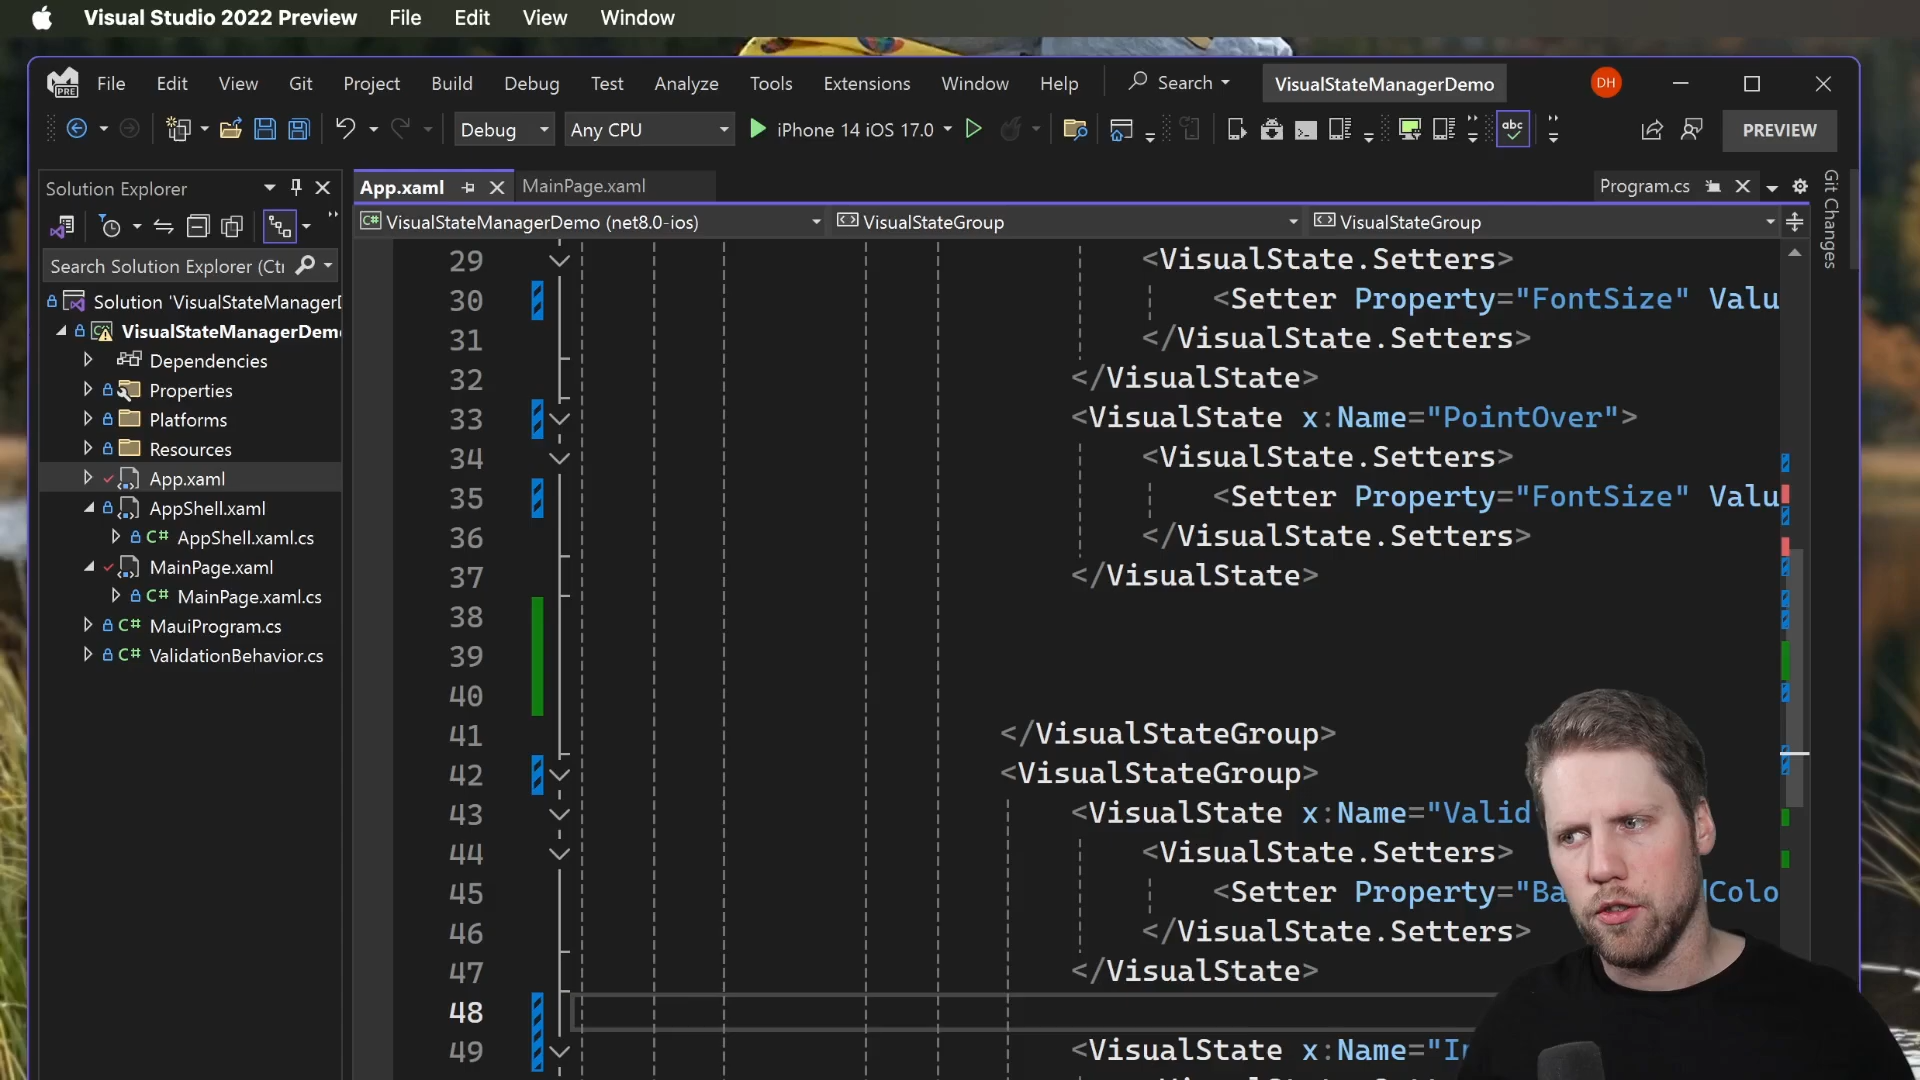 Visual Studio 2022 Preview File Edit View Window
PRE File Edit View Git Project Build Debug Test Analyze Tools Extensions Window Help Search VisualStateManagerDemo DH
Debug Any CPU iPhone 14 iOS 17.0 abc PREVIEW
Solution Explorer
App.xaml MainPage.xaml Program.cs
VisualStateManagerDemo (net8.0-ios) VisualStateGroup VisualStateGroup
Git Changes
Search Solution Explorer (Ctr
Solution 'VisualStateManagerD
VisualStateManagerDemo
Dependencies
Properties
Platforms
Resources
App.xaml
AppShell.xaml
C# AppShell.xaml.cs
MainPage.xaml
C# MainPage.xaml.cs
C# MauiProgram.cs
C# ValidationBehavior.cs
29 <VisualState.Setters>
30 <Setter Property="FontSize" Valu
31 </VisualState.Setters>
32 </VisualState>
33 <VisualState x:Name="PointOver">
34 <VisualState.Setters>
35 <Setter Property="FontSize" Valu
36 </VisualState.Setters>
37 </VisualState>
38
39
40
41 </VisualStateGroup>
42 <VisualStateGroup>
43 <VisualState x:Name="Valid
44 <VisualState.Setters>
45 <Setter Property="Ba dColo
46 </VisualState.Setters>
47 </VisualState>
48
49 <VisualState x:Name="I